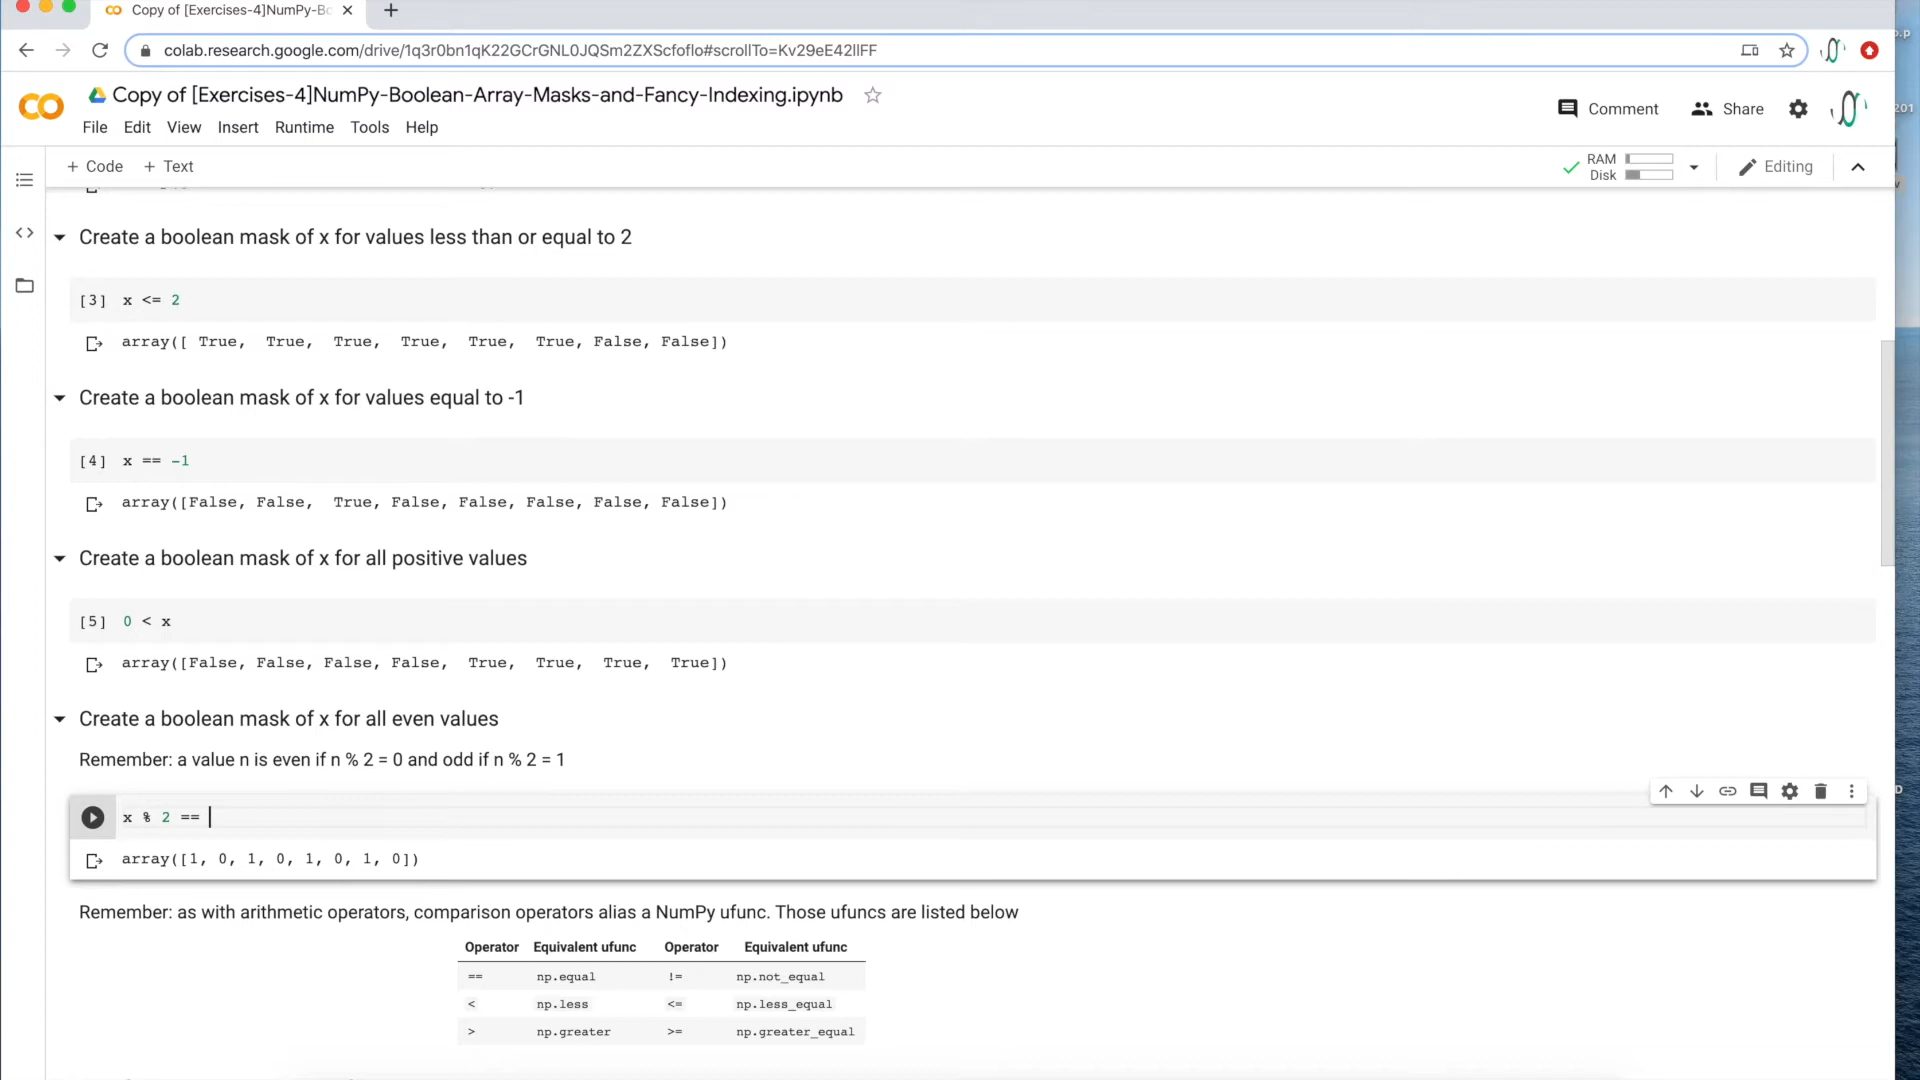 Copy of [Exercises-4]NumPy-Bo
colab.research.google.com/drive/1q3r0bn1qK22GCrGNL0JQSm2ZXScfoflo#scrollTo=Kv29eE42llFF
Copy of [Exercises-4]NumPy-Boolean-Array-Masks-and-Fancy-Indexing.ipynb
File Edit View Insert Runtime Tools Help
Comment Share
+ Code + Text
RAM
Disk
Editing
Create a boolean mask of x for values less than or equal to 2
[3] x <= 2
array([ True,  True,  True,  True,  True,  True, False, False])
Create a boolean mask of x for values equal to -1
[4] x == -1
array([False, False,  True, False, False, False, False, False])
Create a boolean mask of x for all positive values
[5] 0 < x
array([False, False, False, False,  True,  True,  True,  True])
Create a boolean mask of x for all even values
Remember: a value n is even if n % 2 = 0 and odd if n % 2 = 1
x % 2 ==
array([1, 0, 1, 0, 1, 0, 1, 0])
Remember: as with arithmetic operators, comparison operators alias a NumPy ufunc. Those ufuncs are listed below
Operator Equivalent ufunc Operator Equivalent ufunc
== np.equal != np.not_equal
< np.less <= np.less_equal
> np.greater >= np.greater_equal